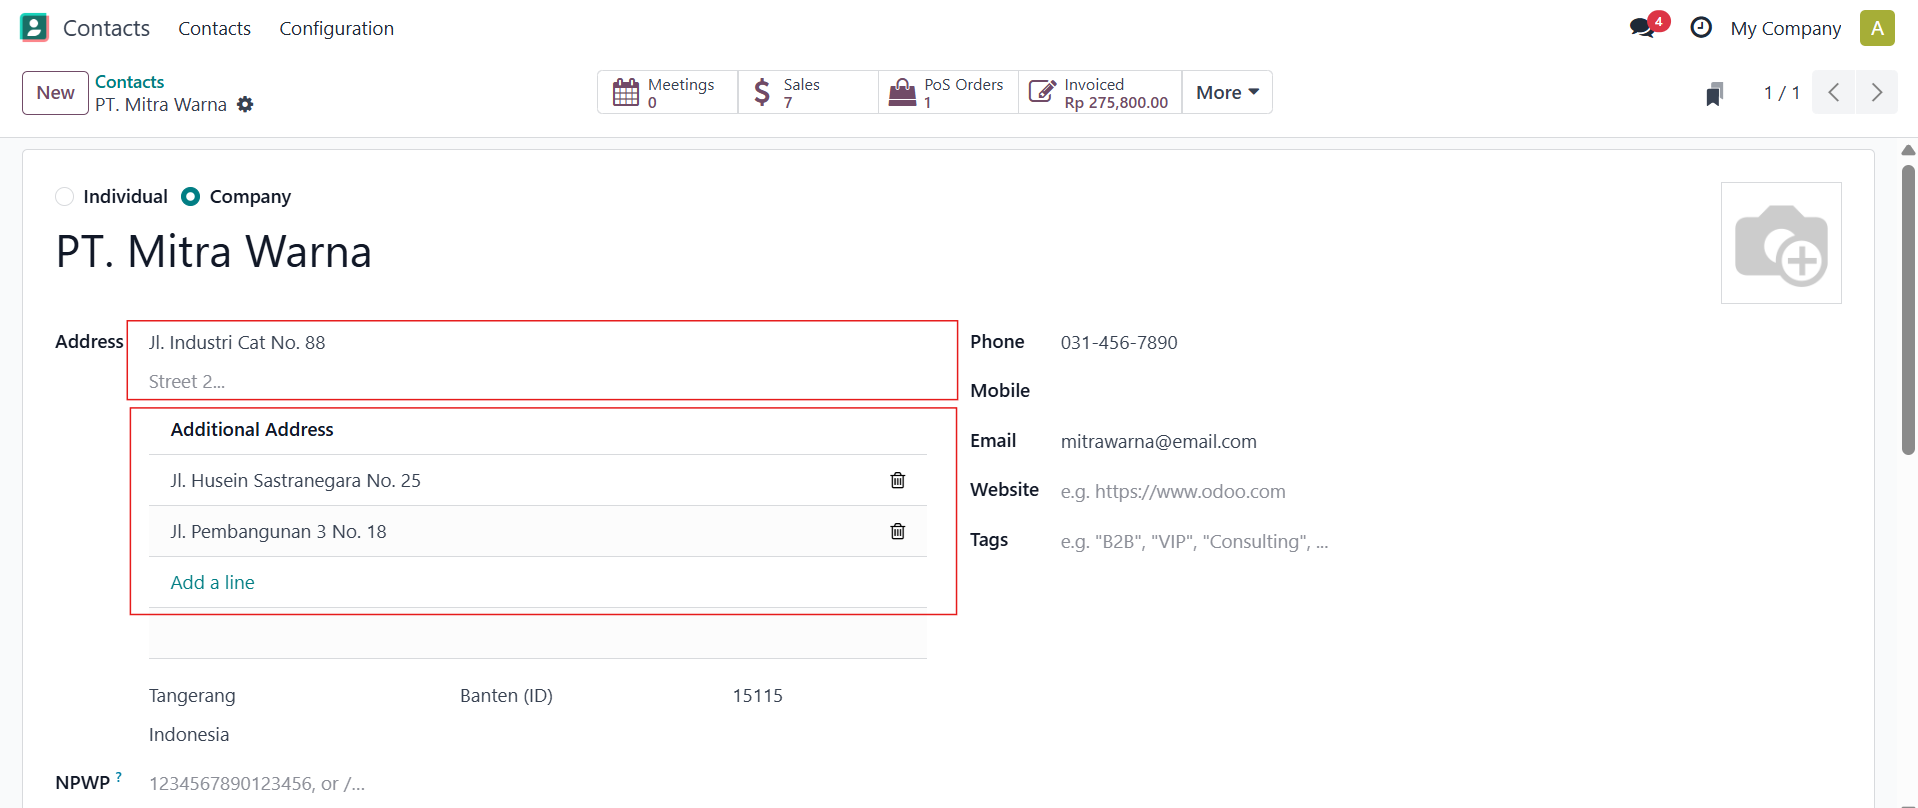 Contacts Contacts Configuration 4 My Company A
New Contacts
PT. Mitra Warna
Meetings 0
Sales 7
PoS Orders 1
Invoiced Rp 275,800.00
More
1 / 1
Individual Company
PT. Mitra Warna
Address Jl. Industri Cat No. 88
Street 2...
Additional Address
Jl. Husein Sastranegara No. 25
Jl. Pembangunan 3 No. 18
Add a line
Tangerang Banten (ID) 15115
Indonesia
NPWP ? 1234567890123456, or /...
Phone 031-456-7890
Mobile
Email mitrawarna@email.com
Website e.g. https://www.odoo.com
Tags e.g. "B2B", "VIP", "Consulting", ...